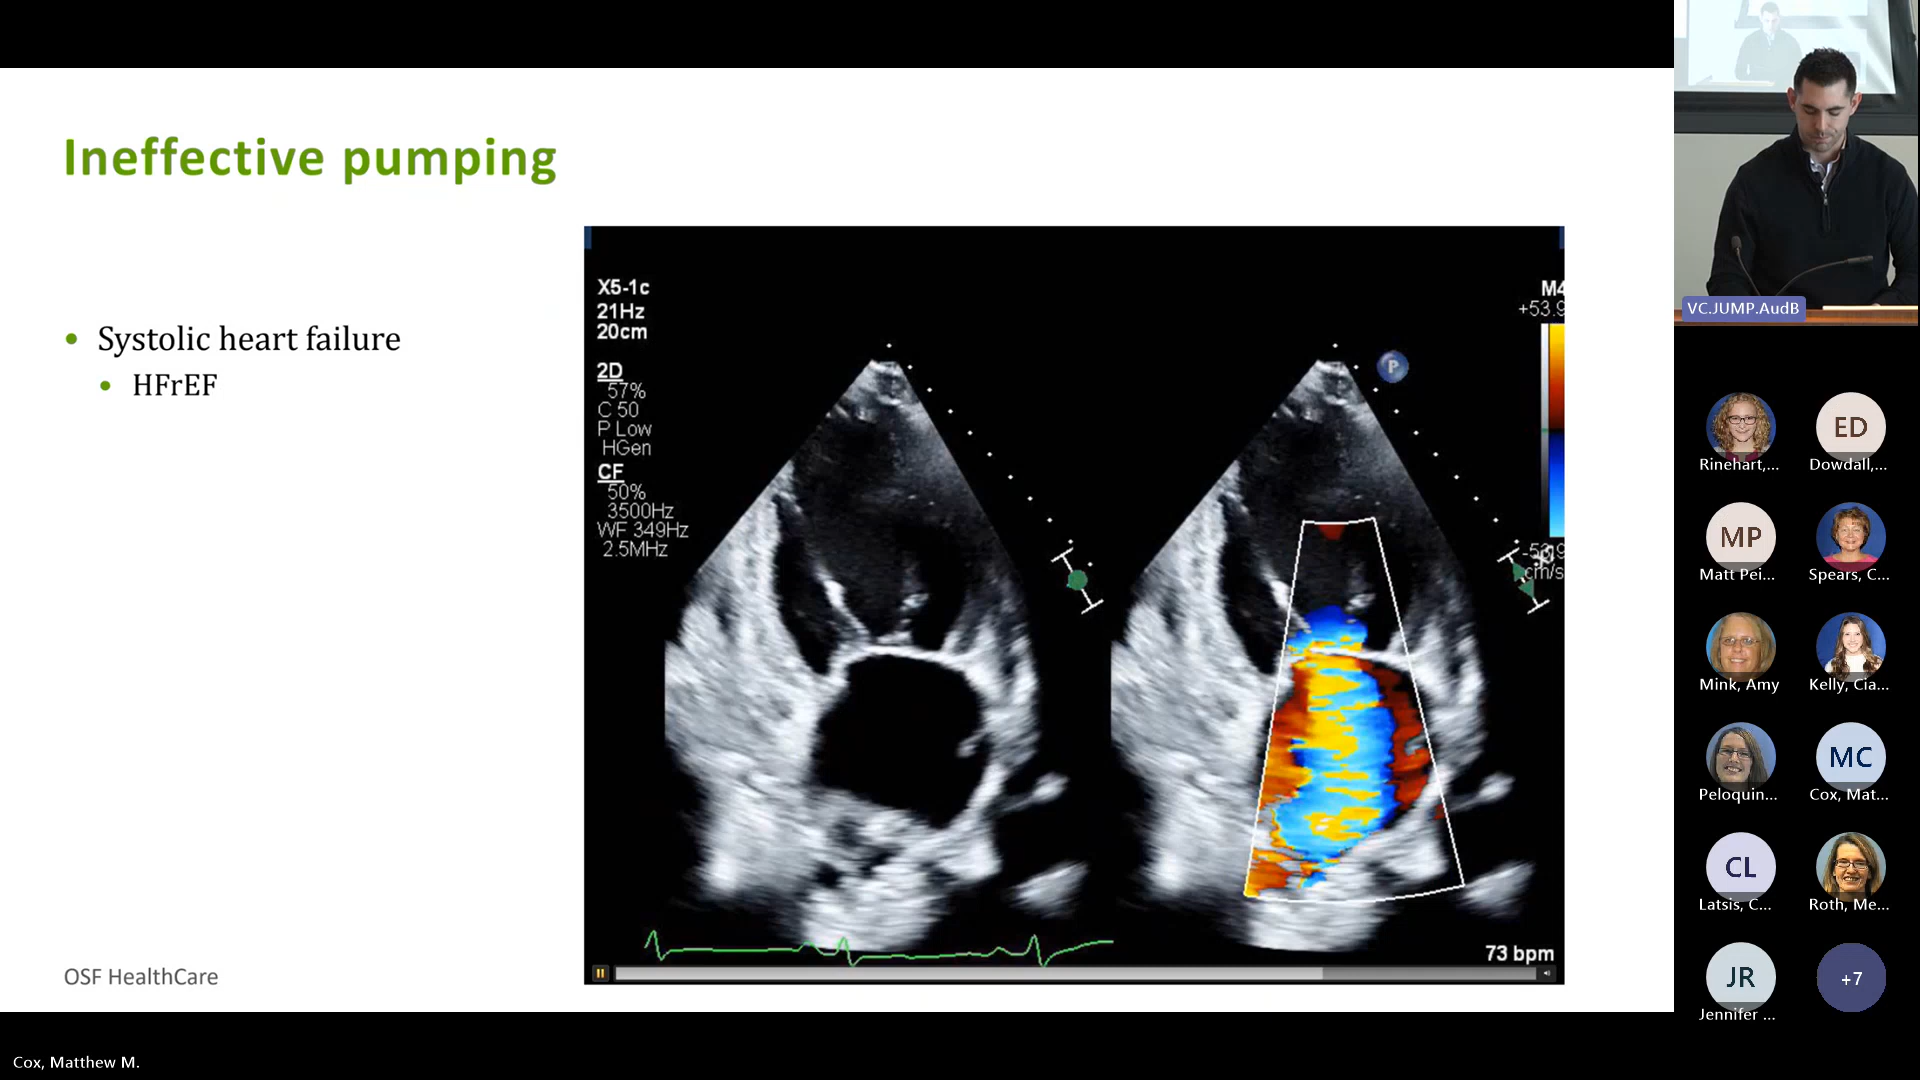 Ineffective pumping
• Systolic heart failure
• HFrEF
X5-1c
21Hz
20cm
2D
57%
C 50
P Low
HGen
CF
50%
3500Hz
WF 349Hz
2.5MHz
P
M4
+53.9
-53.9
cm/s
73 bpm
OSF HealthCare
VC.JUMP.AudB
Rinehart,...
ED
Dowdall,...
MP
Matt Pei...
Spears, C...
Mink, Amy
Kelly, Cia...
Peloquin...
MC
Cox, Mat...
CL
Latsis, C...
Roth, Me...
JR
Jennifer ...
+7
Cox, Matthew M.